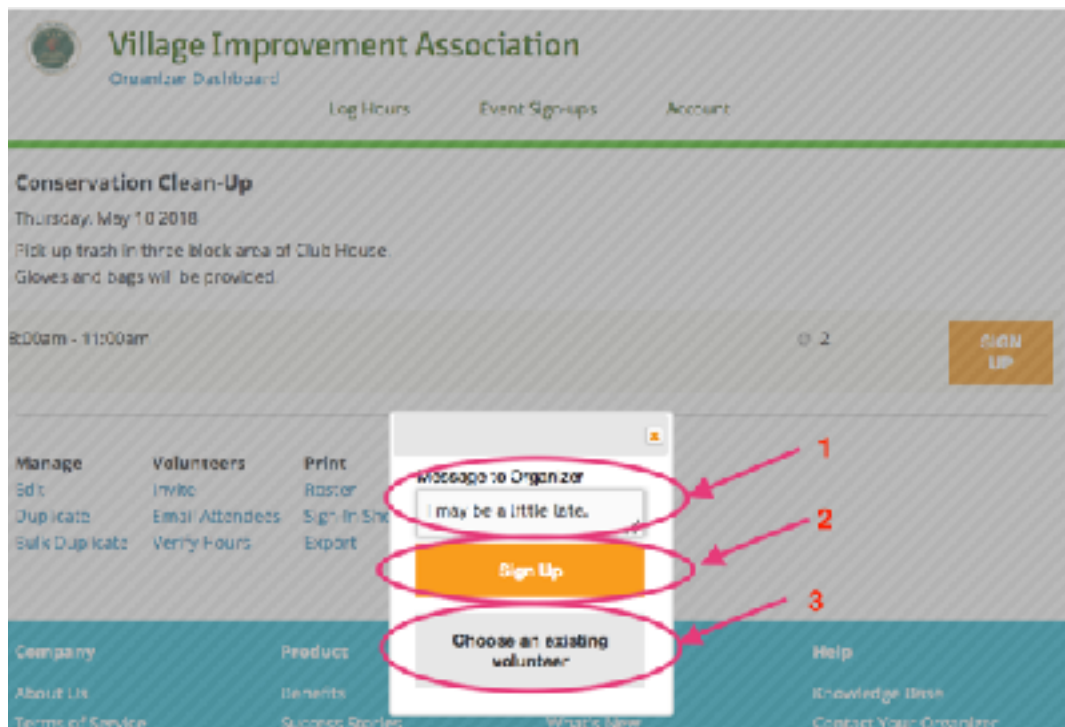 Village Improvement Association
Organizer Dashboard
Log Hours Event Sign-ups Account
Conservation Clean-Up
Thursday, May 10 2018
Pick up trash in three block area of Club House.
Gloves and bags will be provided.
8:00am - 11:00am 2 SIGN
UP
Manage Volunteers Print
Edit Invite Roster
Duplicate Email Attendees Sign-In
Bulk Duplicate Verify Hours Export
Message to Organizer 1
I may be a little late.
2
Sign Up
3
Choose an existing
volunteer
Company Product Help
About Us Benefits Knowledge Base
Terms of Service Success Stories What's New Contact Your Organizer